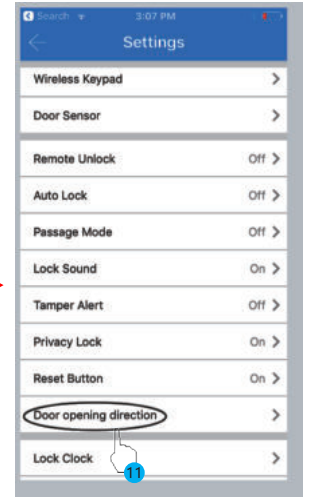 Search 3:07 PM
Settings
Wireless Keypad
Door Sensor
Remote Unlock Off
Auto Lock Off
Passage Mode Off
Lock Sound On
Tamper Alert Off
Privacy Lock On
Reset Button On
Door opening direction
Lock Clock
11